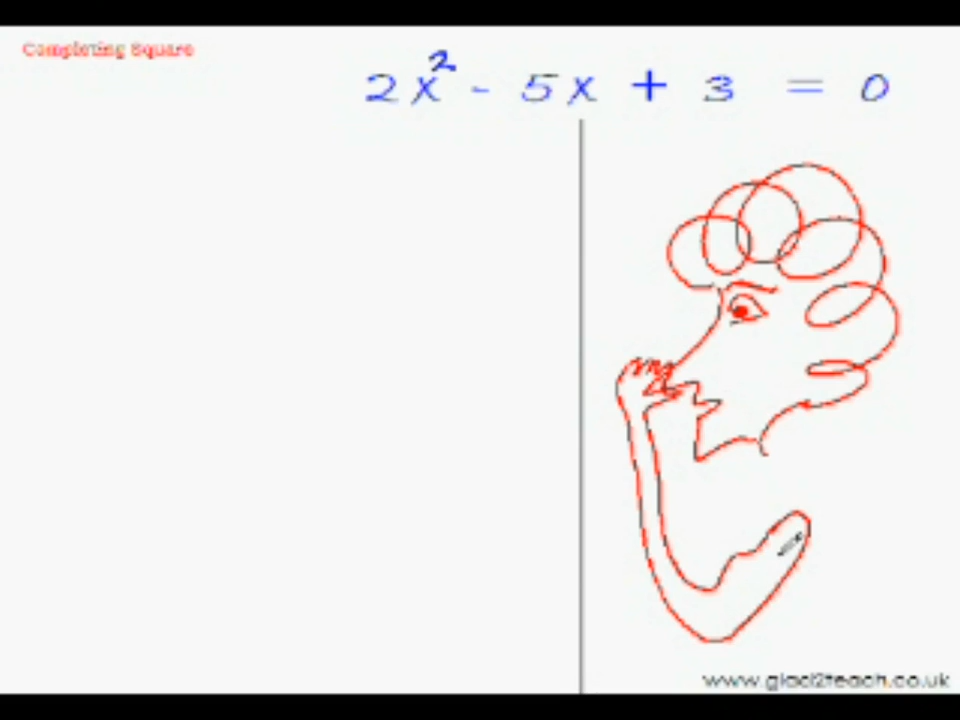 Completing Square
2x² - 5x + 3 = 0
www.glad2teach.co.uk